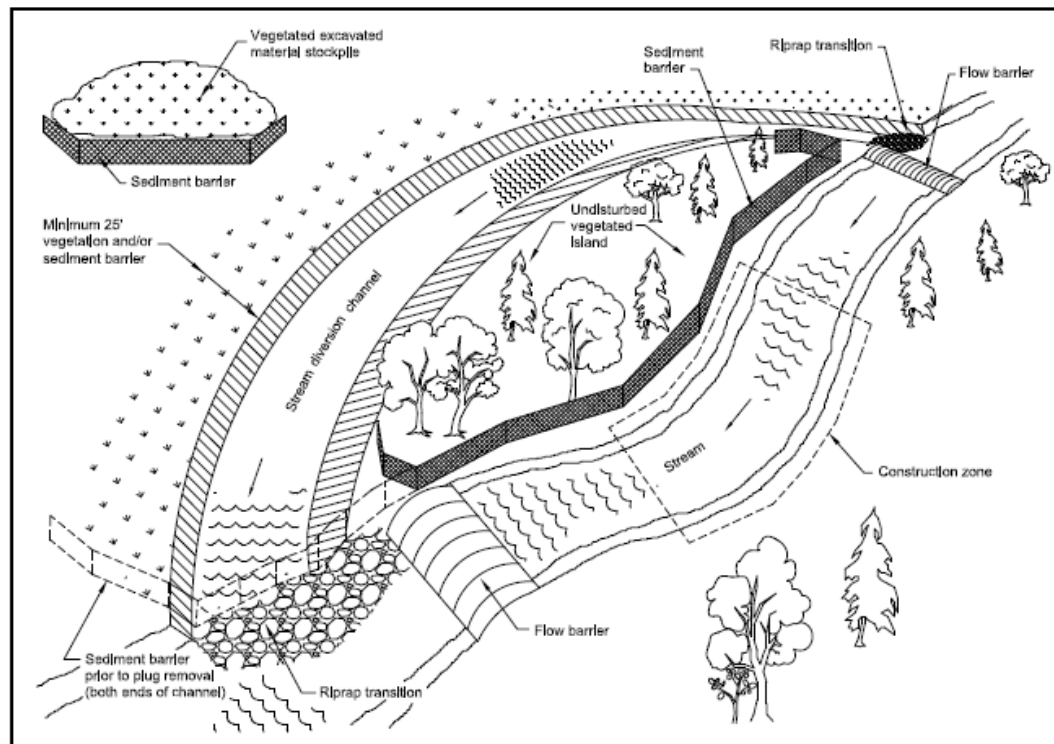 Vegetated excavated
material stockpile
Sediment barrier
Sediment
barrier
Riprap transition
Flow barrier
Minimum 25'
vegetation and/or
sediment barrier
Undisturbed
vegetated
island
Stream diversion channel
Stream
Construction zone
Flow barrier
Sediment barrier
prior to plug removal
(both ends of channel)
Riprap transition